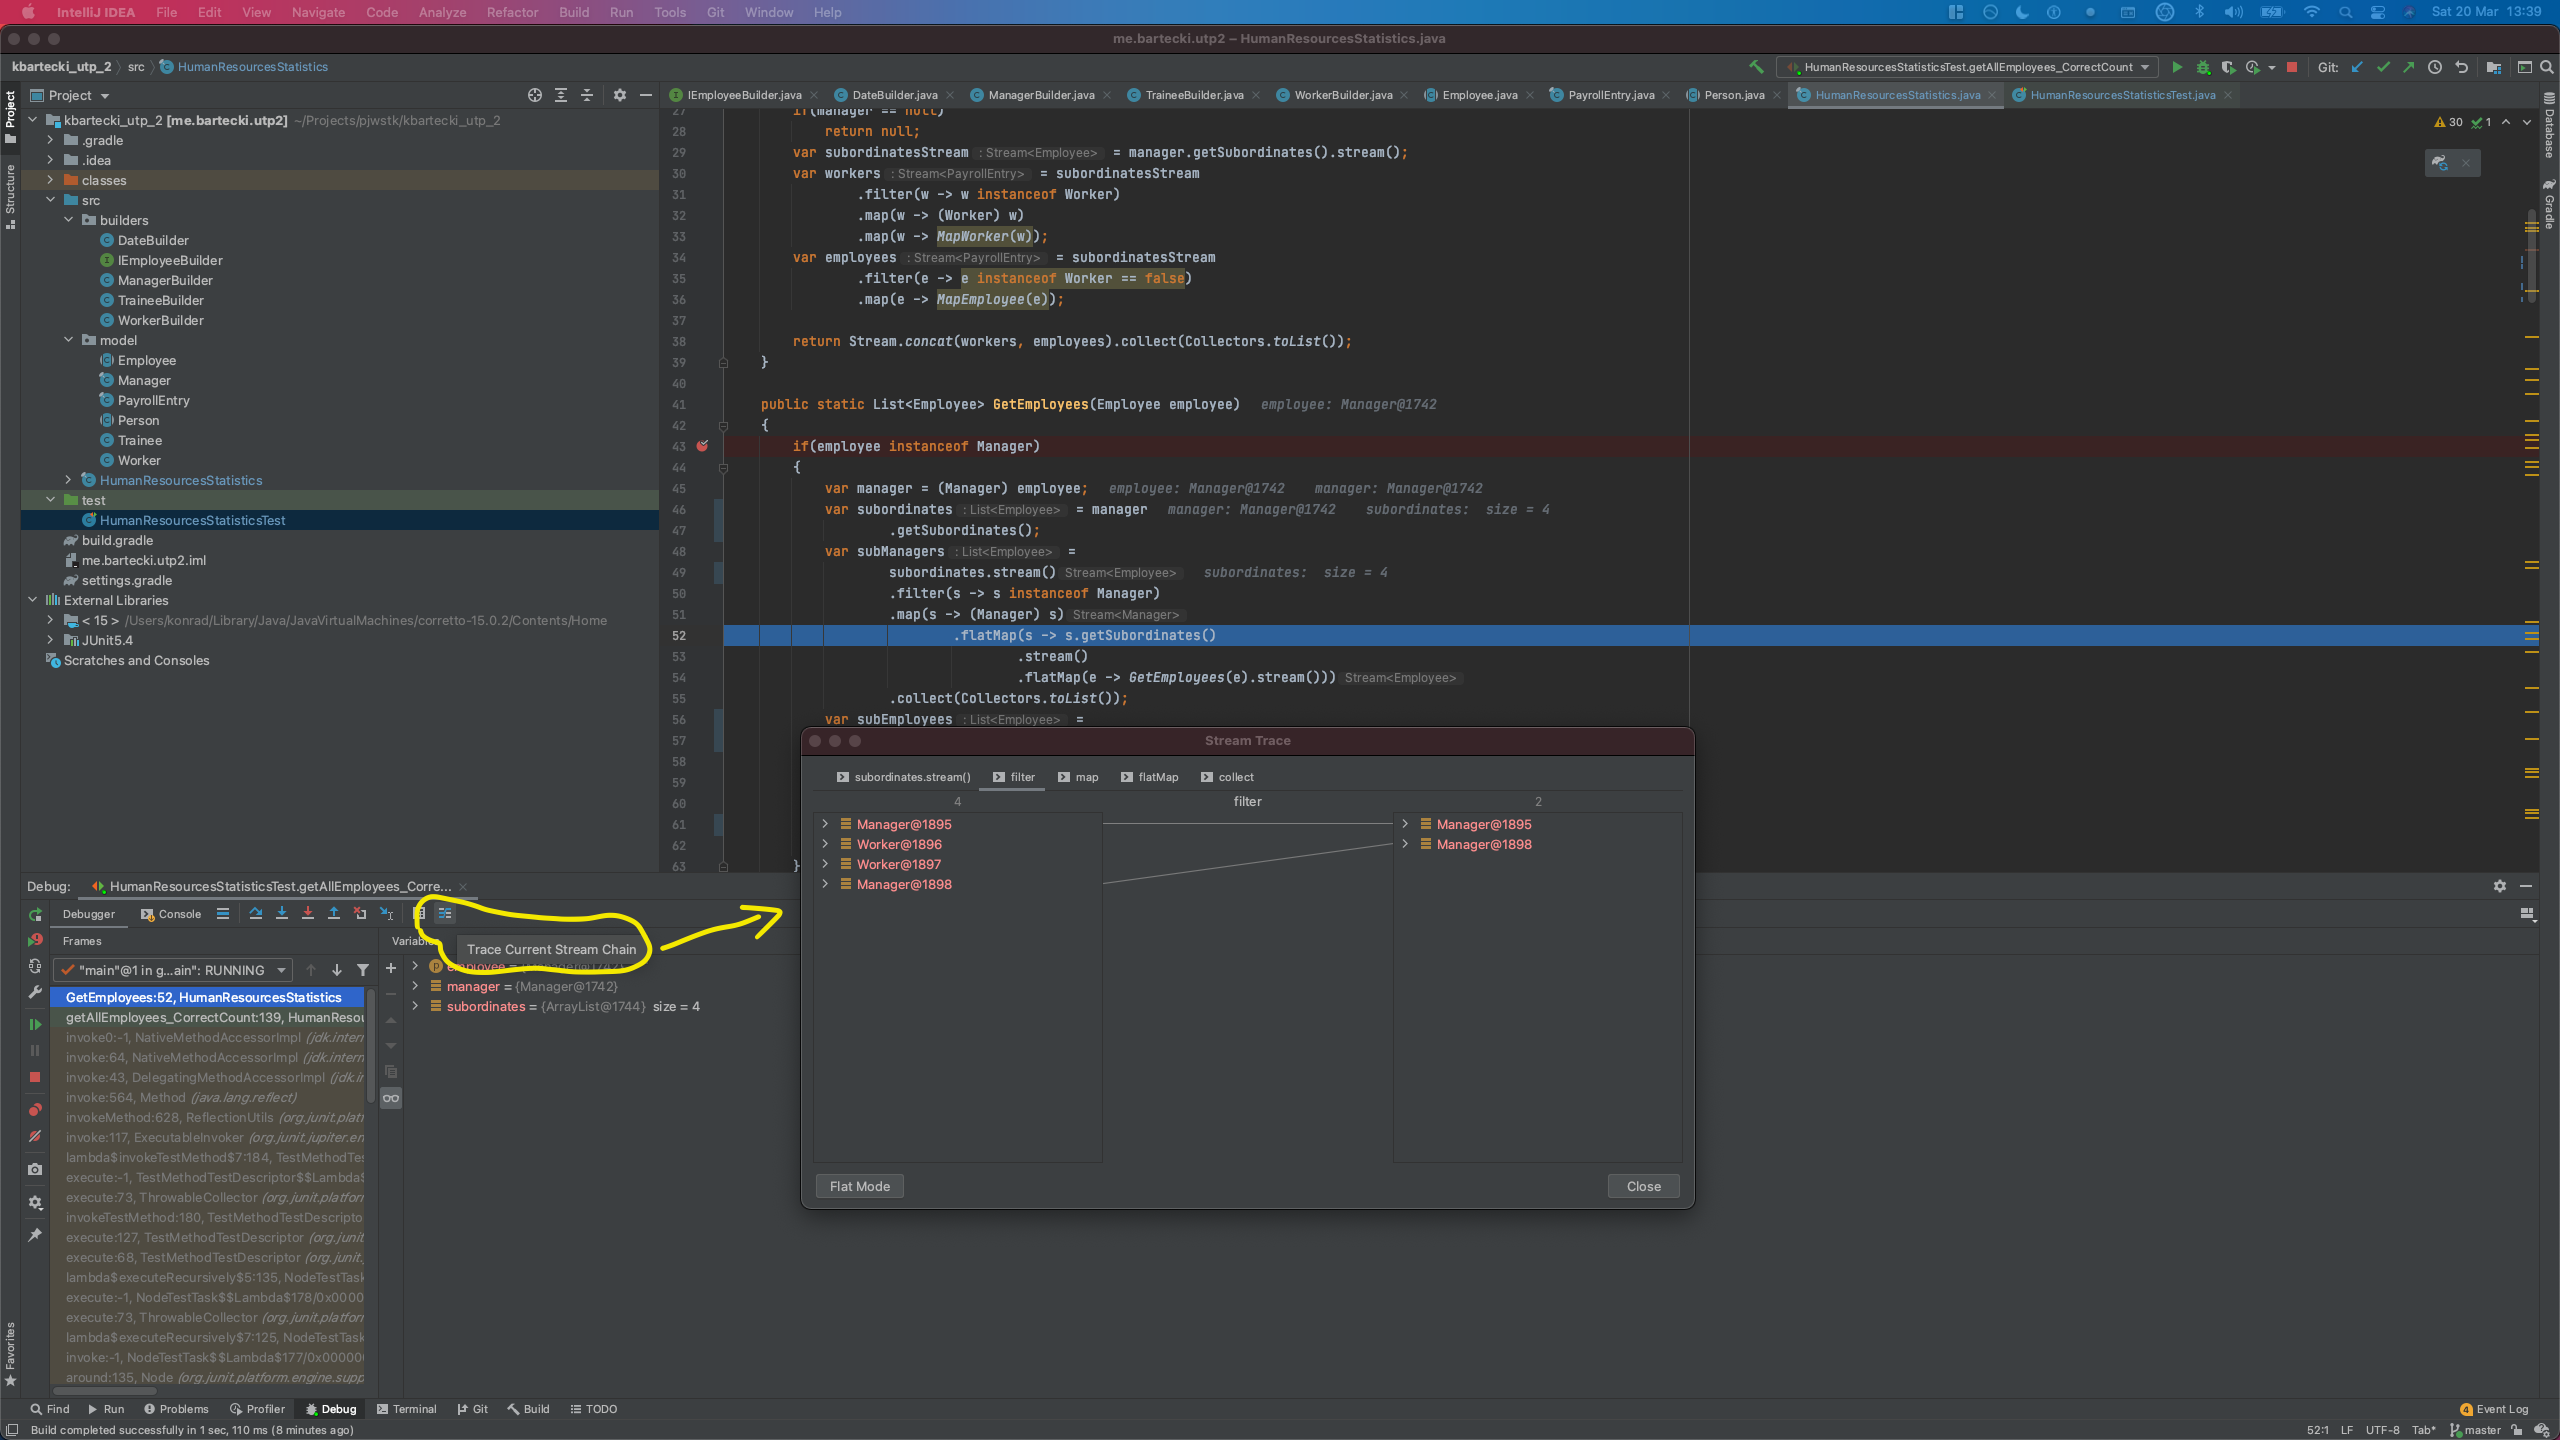 IntelliJ IDEA File Edit View Navigate Code Analyze Refactor Build Run Tools Git Window Help Sat 20 Mar 13:39
me.bartecki.utp2 – HumanResourcesStatistics.java
kbartecki_utp_2 src HumanResourcesStatistics HumanResourcesStatisticsTest.getAllEmployees_CorrectCount Git:
Project IEmployeeBuilder.java DateBuilder.java ManagerBuilder.java TraineeBuilder.java WorkerBuilder.java Employee.java PayrollEntry.java Person.java HumanResourcesStatistics.java HumanResourcesStatisticsTest.java
Project
Structure
Favorites
Database
Gradle
30 1
kbartecki_utp_2 [me.bartecki.utp2] ~/Projects/pjwstk/kbartecki_utp_2
.gradle
.idea
classes
src
builders
DateBuilder
IEmployeeBuilder
ManagerBuilder
TraineeBuilder
WorkerBuilder
model
Employee
Manager
PayrollEntry
Person
Trainee
Worker
HumanResourcesStatistics
test
HumanResourcesStatisticsTest
build.gradle
me.bartecki.utp2.iml
settings.gradle
External Libraries
< 15 > /Users/konrad/Library/Java/JavaVirtualMachines/corretto-15.0.2/Contents/Home
JUnit5.4
Scratches and Consoles
27 if(manager == null)
28 return null;
29 var subordinatesStream : Stream<Employee> = manager.getSubordinates().stream();
30 var workers : Stream<PayrollEntry> = subordinatesStream
31 .filter(w -> w instanceof Worker)
32 .map(w -> (Worker) w)
33 .map(w -> MapWorker(w));
34 var employees : Stream<PayrollEntry> = subordinatesStream
35 .filter(e -> e instanceof Worker == false)
36 .map(e -> MapEmployee(e));
37
38 return Stream.concat(workers, employees).collect(Collectors.toList());
39 }
40
41 public static List<Employee> GetEmployees(Employee employee) employee: Manager@1742
42 {
43 if(employee instanceof Manager)
44 {
45 var manager = (Manager) employee; employee: Manager@1742 manager: Manager@1742
46 var subordinates : List<Employee> = manager manager: Manager@1742 subordinates: size = 4
47 .getSubordinates();
48 var subManagers : List<Employee> =
49 subordinates.stream() Stream<Employee> subordinates: size = 4
50 .filter(s -> s instanceof Manager)
51 .map(s -> (Manager) s) Stream<Manager>
52 .flatMap(s -> s.getSubordinates()
53 .stream()
54 .flatMap(e -> GetEmployees(e).stream())) Stream<Employee>
55 .collect(Collectors.toList());
56 var subEmployees : List<Employee> =
57
58
59
60
61
62
63 }
Stream Trace
subordinates.stream() filter map flatMap collect
4 filter 2
Manager@1895 Manager@1895
Worker@1896 Manager@1898
Worker@1897
Manager@1898
Flat Mode Close
Debug: HumanResourcesStatisticsTest.getAllEmployees_Corre...
Debugger Console
Frames Variab
Trace Current Stream Chain
"main"@1 in g...ain": RUNNING
employee = {Manager@1742}
manager = {Manager@1742}
subordinates = {ArrayList@1744} size = 4
GetEmployees:52, HumanResourcesStatistics
getAllEmployees_CorrectCount:139, HumanResou
invoke0:-1, NativeMethodAccessorImpl (jdk.intern
invoke:64, NativeMethodAccessorImpl (jdk.intern
invoke:43, DelegatingMethodAccessorImpl (jdk.in
invoke:564, Method (java.lang.reflect)
invokeMethod:628, ReflectionUtils (org.junit.platf
invoke:117, ExecutableInvoker (org.junit.jupiter.en
lambda$invokeTestMethod$7:184, TestMethodTes
execute:-1, TestMethodTestDescriptor$$Lambda$
execute:73, ThrowableCollector (org.junit.platfor
invokeTestMethod:180, TestMethodTestDescripto
execute:127, TestMethodTestDescriptor (org.junit
execute:68, TestMethodTestDescriptor (org.junit.j
lambda$executeRecursively$5:135, NodeTestTask
execute:-1, NodeTestTask$$Lambda$178/0x0000
execute:73, ThrowableCollector (org.junit.platfor
lambda$executeRecursively$7:125, NodeTestTask
invoke:-1, NodeTestTask$$Lambda$177/0x000000
around:135, Node (org.junit.platform.engine.supp
Find Run Problems Profiler Debug Terminal Git Build TODO 4 Event Log
Build completed successfully in 1 sec, 110 ms (8 minutes ago) 52:1 LF UTF-8 Tab* master